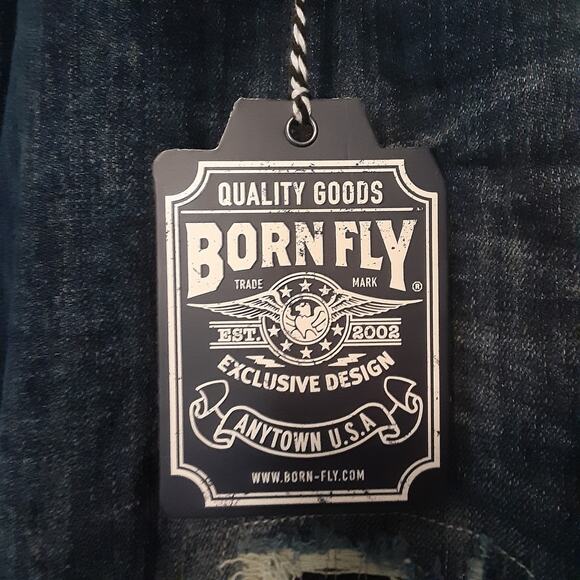 QUALITY GOODS
BORN FLY
TRADE MARK ®
EST. 2002
EXCLUSIVE DESIGN
ANYTOWN U.S.A
WWW.BORN-FLY.COM